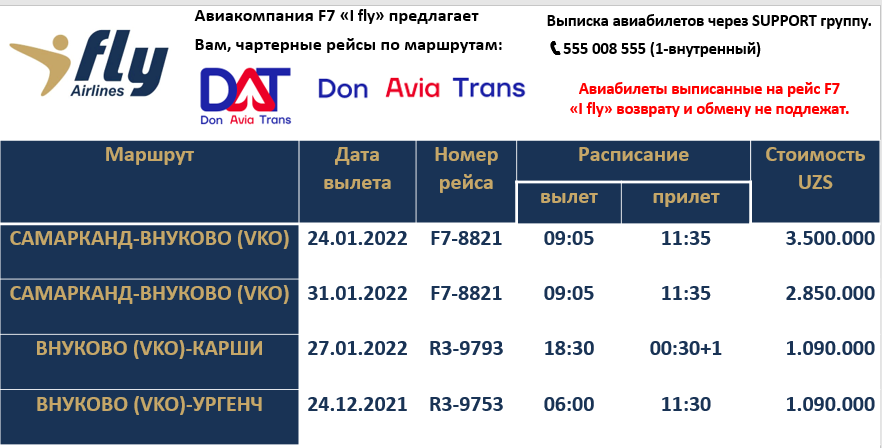 fly
Airlines
Авиакомпания F7 «I fly» предлагает
Вам, чартерные рейсы по маршрутам:
DAT
Don Avia Trans
Don Avia Trans
Выписка авиабилетов через SUPPORT группу.
555 008 555 (1-внутренный)
Авиабилеты выписанные на рейс F7
«I fly» возврату и обмену не подлежат.
Маршрут Дата вылета Номер рейса Расписание Стоимость UZS
вылет прилет
САМАРКАНД-ВНУКОВО (VKO) 24.01.2022 F7-8821 09:05 11:35 3.500.000
САМАРКАНД-ВНУКОВО (VKO) 31.01.2022 F7-8821 09:05 11:35 2.850.000
ВНУКОВО (VKO)-КАРШИ 27.01.2022 R3-9793 18:30 00:30+1 1.090.000
ВНУКОВО (VKO)-УРГЕНЧ 24.12.2021 R3-9753 06:00 11:30 1.090.000